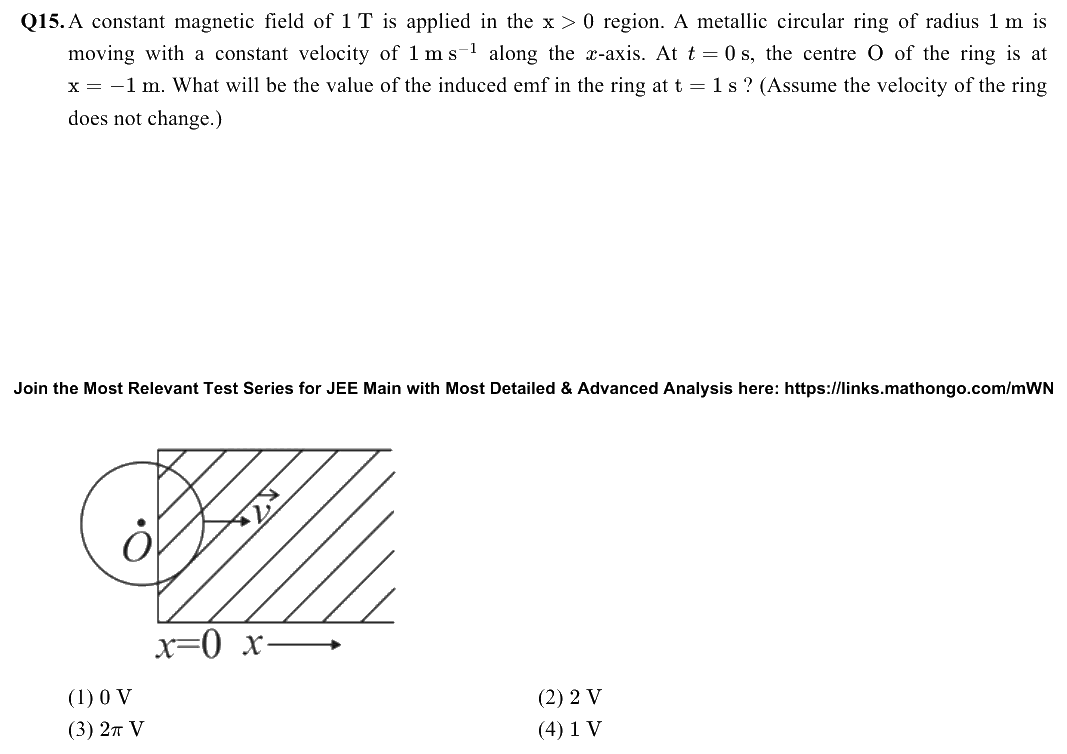 Q15. A constant magnetic field of 1 T is applied in the x > 0 region. A metallic circular ring of radius 1 m is
moving with a constant velocity of 1 m s⁻¹ along the x-axis. At t = 0 s, the centre O of the ring is at
x = −1 m. What will be the value of the induced emf in the ring at t = 1 s ? (Assume the velocity of the ring
does not change.)
Join the Most Relevant Test Series for JEE Main with Most Detailed & Advanced Analysis here: https://links.mathongo.com/mWN
v⃗
O
x=0 x
(1) 0 V (2) 2 V
(3) 2π V (4) 1 V